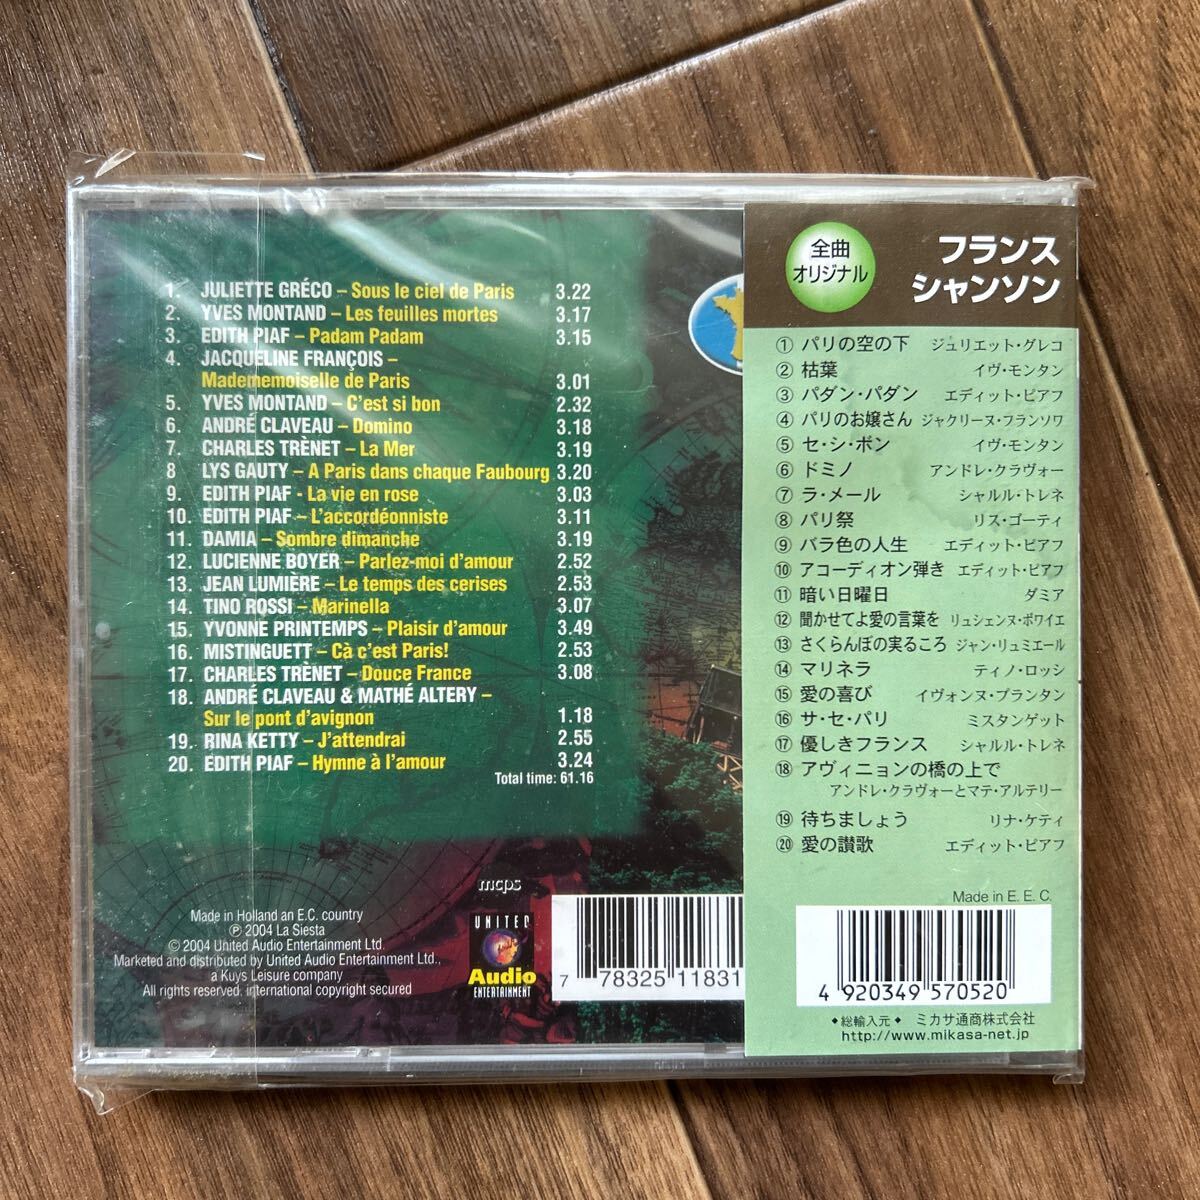 1. JULIETTE GRÉCO – Sous le ciel de Paris 3.22
2. YVES MONTAND – Les feuilles mortes 3.17
3. EDITH PIAF – Padam Padam 3.15
4. JACQUELINE FRANÇOIS –
Madememoiselle de Paris 3.01
5. YVES MONTAND – C'est si bon 2.32
6. ANDRÉ CLAVEAU – Domino 3.18
7. CHARLES TRÈNET – La Mer 3.19
8 LYS GAUTY – A Paris dans chaque Faubourg 3.20
9. EDITH PIAF - La vie en rose 3.03
10. EDITH PIAF – L'accordéonniste 3.11
11. DAMIA – Sombre dimanche 3.19
12. LUCIENNE BOYER – Parlez-moi d'amour 2.52
13. JEAN LUMIÈRE – Le temps des cerises 2.53
14. TINO ROSSI – Marinella 3.07
15. YVONNE PRINTEMPS – Plaisir d'amour 3.49
16. MISTINGUETT – Cà c'est Paris! 2.53
17. CHARLES TRÈNET – Douce France 3.08
18. ANDRÉ CLAVEAU & MATHÉ ALTERY –
Sur le pont d'avignon 1.18
19. RINA KETTY – J'attendrai 2.55
20. EDITH PIAF – Hymne à l'amour 3.24
Total time: 61.16
Made in Holland an E.C. country
℗ 2004 La Siesta
© 2004 United Audio Entertainment Ltd.
Marketed and distributed by United Audio Entertainment Ltd.,
a Kuys Leisure company
All rights reserved. international copyright secured
mcps
UNITED
Audio
ENTERTAINMENT
7 78325 11831
全曲
オリジナル
フランス
シャンソン
① パリの空の下 ジュリエット・グレコ
② 枯葉 イヴ・モンタン
③ パダン・パダン エディット・ピアフ
④ パリのお嬢さん ジャクリーヌ・フランソワ
⑤ セ・シ・ボン イヴ・モンタン
⑥ ドミノ アンドレ・クラヴォー
⑦ ラ・メール シャルル・トレネ
⑧ パリ祭 リス・ゴーティ
⑨ バラ色の人生 エディット・ピアフ
⑩ アコーディオン弾き エディット・ピアフ
⑪ 暗い日曜日 ダミア
⑫ 聞かせてよ愛の言葉を リュシェンヌ・ボワイエ
⑬ さくらんぼの実るころ ジャン・リュミエール
⑭ マリネラ ティノ・ロッシ
⑮ 愛の喜び イヴォンヌ・プランタン
⑯ サ・セ・パリ ミスタンゲット
⑰ 優しきフランス シャルル・トレネ
⑱ アヴィニョンの橋の上で
アンドレ・クラヴォーとマテ・アルテリー
⑲ 待ちましょう リナ・ケティ
⑳ 愛の讃歌 エディット・ピアフ
Made in E. E. C.
4 920349 570520
◆総輸入元◆ ミカサ通商株式会社
http://www.mikasa-net.jp